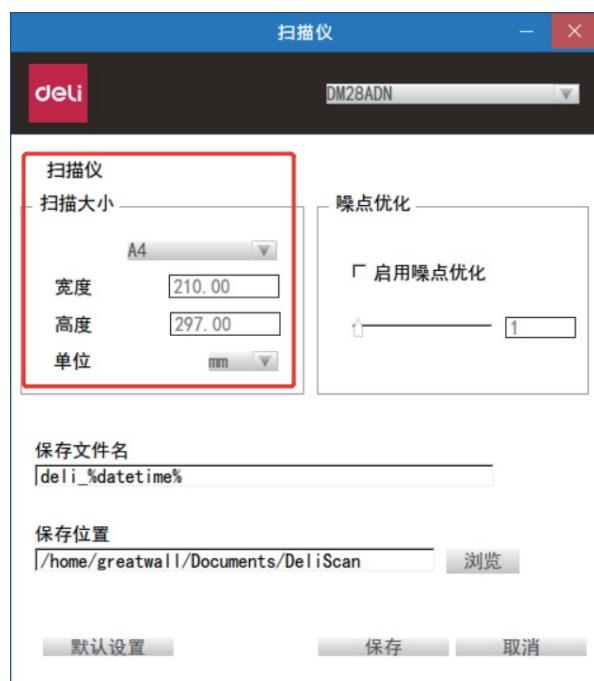 扫描仪
deli
DM28ADN
扫描仪
扫描大小
A4
宽度 210.00
高度 297.00
单位 mm
噪点优化
启用噪点优化
1
保存文件名
deli_%datetime%
保存位置
/home/greatwall/Documents/DeliScan 浏览
默认设置 保存 取消